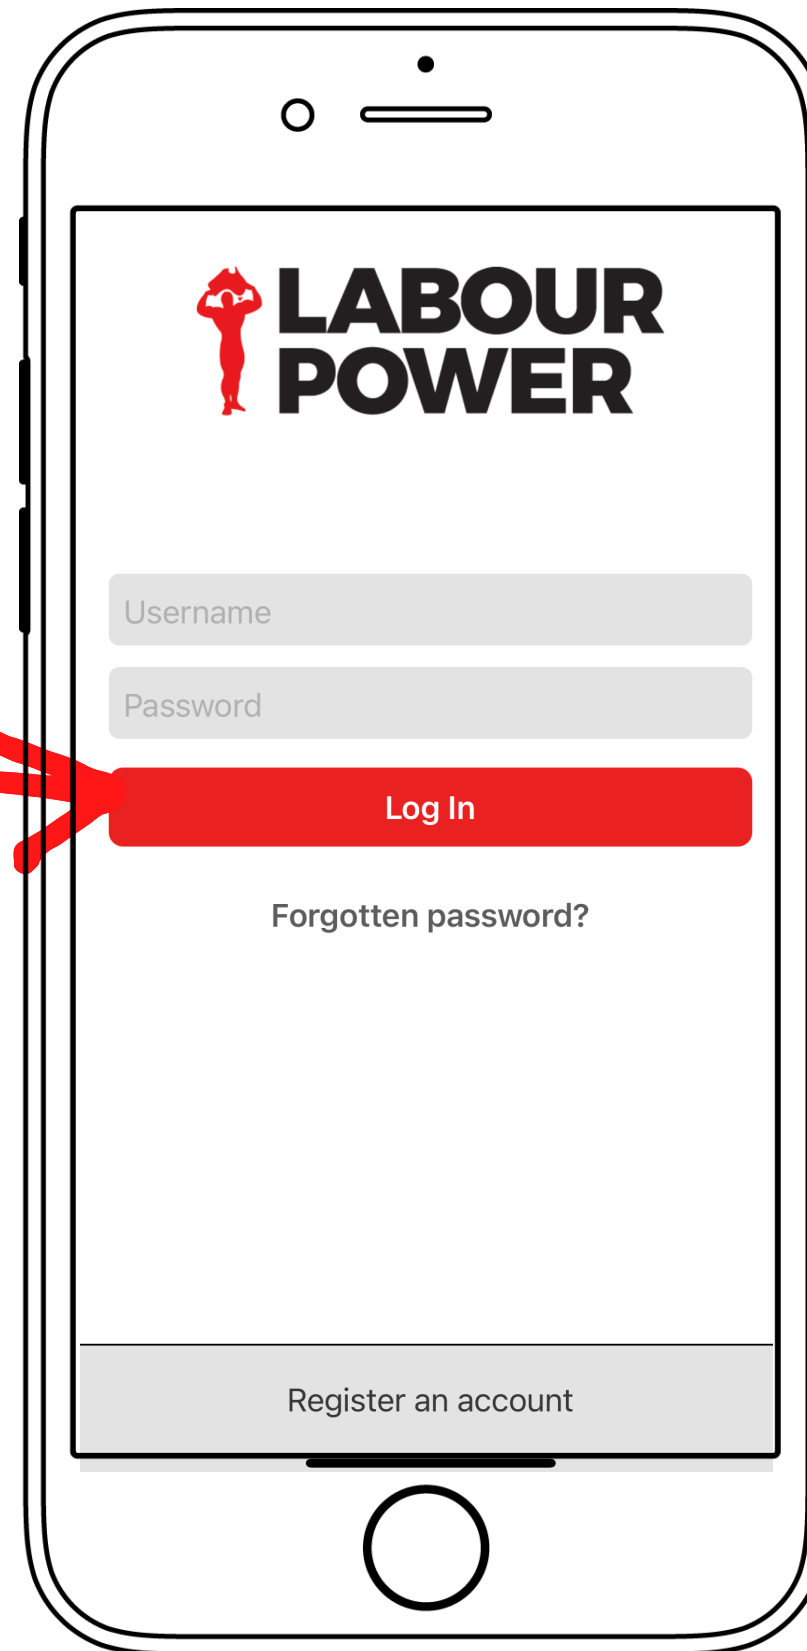 LABOUR
POWER
Username
Password
Log In
Forgotten password?
Register an account